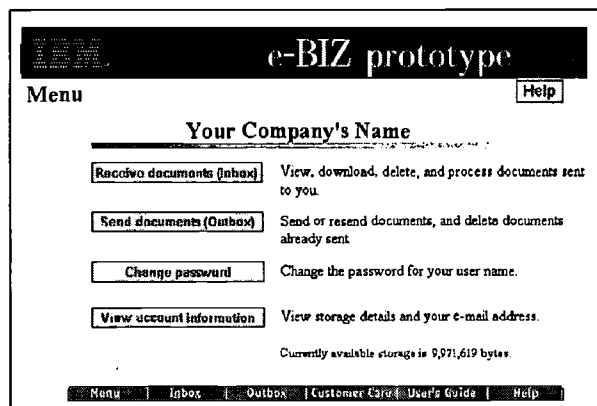 IBM e-BIZ prototype
Menu Help
Your Company's Name
Receive documents (Inbox) View, download, delete, and process documents sent
to you.
Send documents (Outbox) Send or resend documents, and delete documents
already sent
Change password Change the password for your user name.
View account information View storage details and your e-mail address.
Currently available storage is 9,971,619 bytes.
Menu | Inbox | Outbox | Customer Care | User's Guide | Help